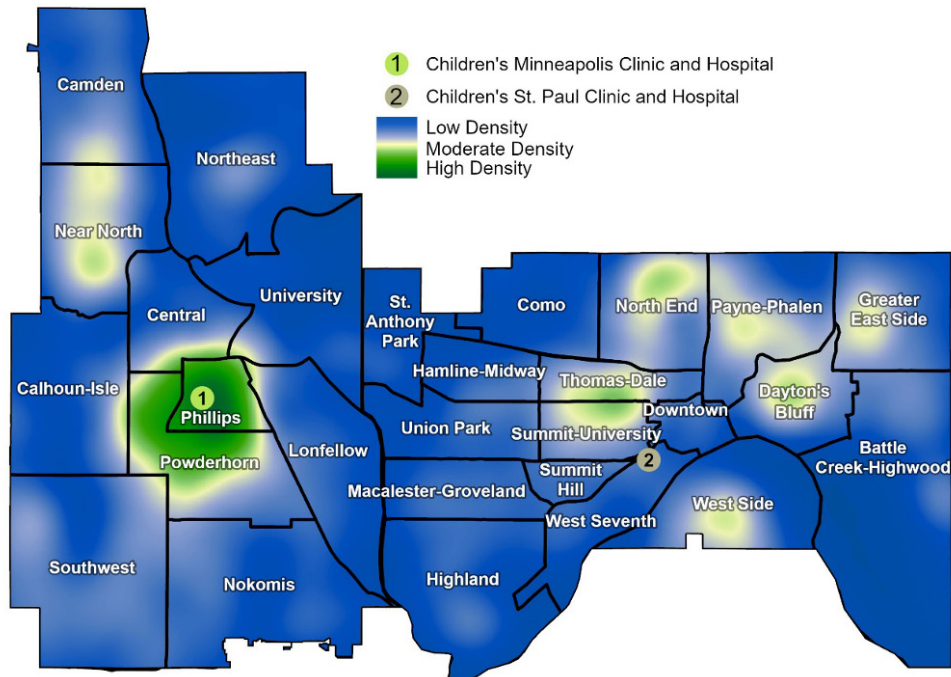 1 Children's Minneapolis Clinic and Hospital
2 Children's St. Paul Clinic and Hospital
Low Density
Moderate Density
High Density
Camden
Northeast
Near North
University
Central
St.
Anthony
Park
Como
North End
Payne-Phalen
Greater
East Side
Calhoun-Isle
Hamline-Midway
Thomas-Dale
Dayton's
Bluff
Downtown
1
Phillips
Union Park
Summit-University
Lonfellow
Powderhorn
2
Battle
Creek-Highwood
Summit
Hill
Macalester-Groveland
West Side
West Seventh
Southwest
Nokomis
Highland